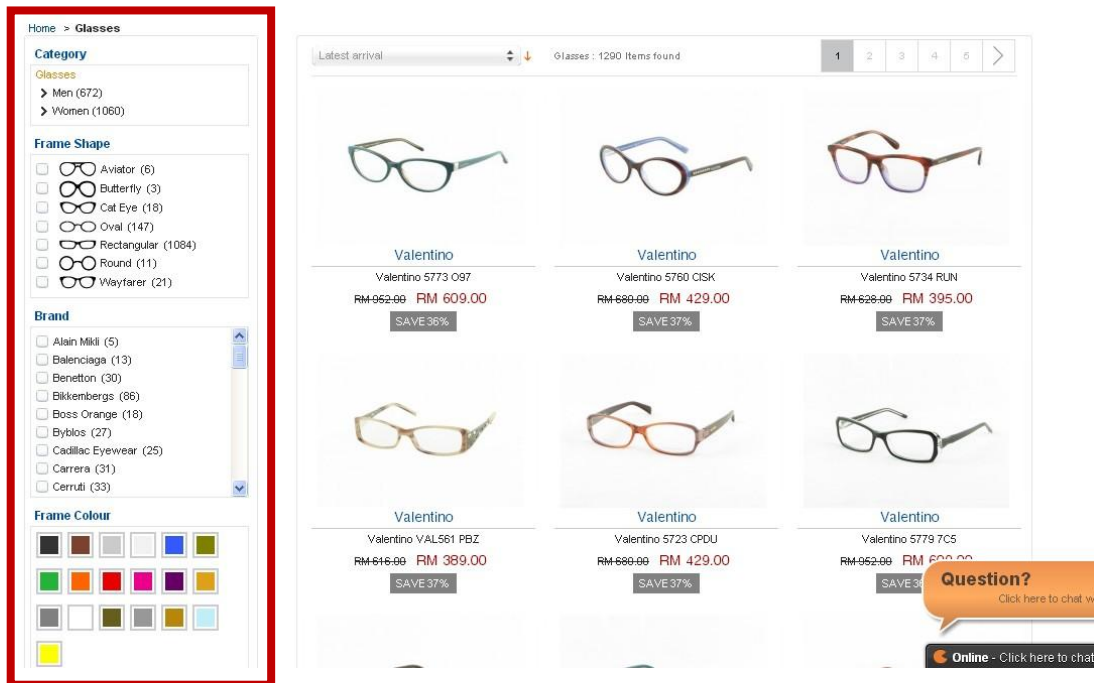 Home > Glasses
Category
Glasses
Men (672)
Women (1060)
Frame Shape
Aviator (6)
Butterfly (3)
Cat Eye (18)
Oval (147)
Rectangular (1084)
Round (11)
Wayfarer (21)
Brand
Alain Mikli (5)
Balenciaga (13)
Benetton (30)
Bikkembergs (86)
Boss Orange (18)
Byblos (27)
Cadillac Eyewear (25)
Carrera (31)
Cerruti (33)
Frame Colour
Latest arrival
Glasses : 1290 Items found
1 2 3 4 5
Valentino
Valentino 5773 O97
RM 952.00 RM 609.00
SAVE 36%
Valentino
Valentino 5760 CISK
RM 680.00 RM 429.00
SAVE 37%
Valentino
Valentino 5734 RUN
RM 628.00 RM 395.00
SAVE 37%
Valentino
Valentino VAL561 PBZ
RM 616.00 RM 389.00
SAVE 37%
Valentino
Valentino 5723 CPDU
RM 680.00 RM 429.00
SAVE 37%
Valentino
Valentino 5779 7C5
RM 952.00 RM
SAVE
Question?
Click here to chat
Online - Click here to chat